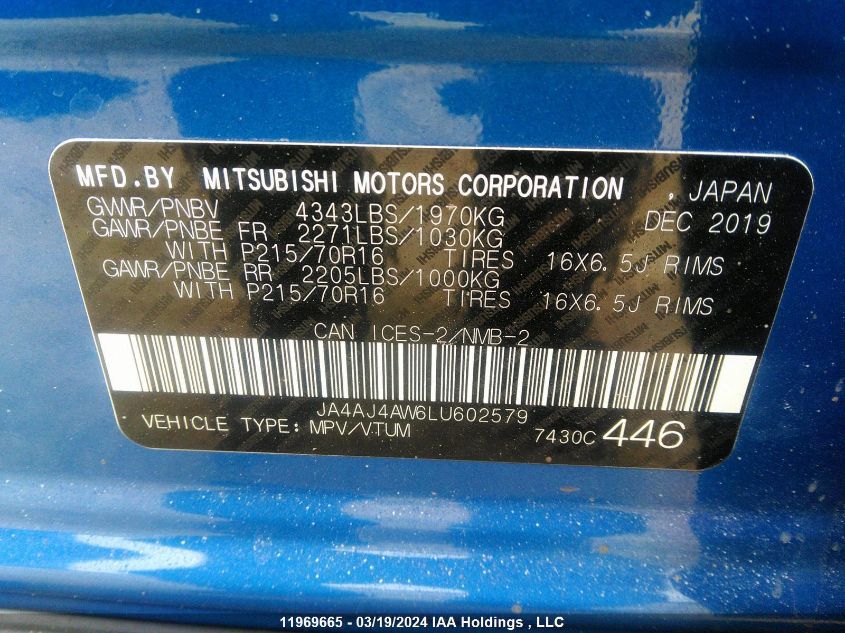 MFD.BY MITSUBISHI MOTORS CORPORATION , JAPAN
GVWR/PNBV 4343LBS/1970KG DEC 2019
GAWR/PNBE FR 2271LBS/1030KG
WITH P215/70R16 TIRES 16X6.5J RIMS
GAWR/PNBE RR 2205LBS/1000KG
WITH P215/70R16 TIRES 16X6.5J RIMS
CAN ICES-2/NMB-2
JA4AJ4AW6LU602579
VEHICLE TYPE: MPV/VTUM 7430C 446
11969665 - 03/19/2024 IAA Holdings , LLC